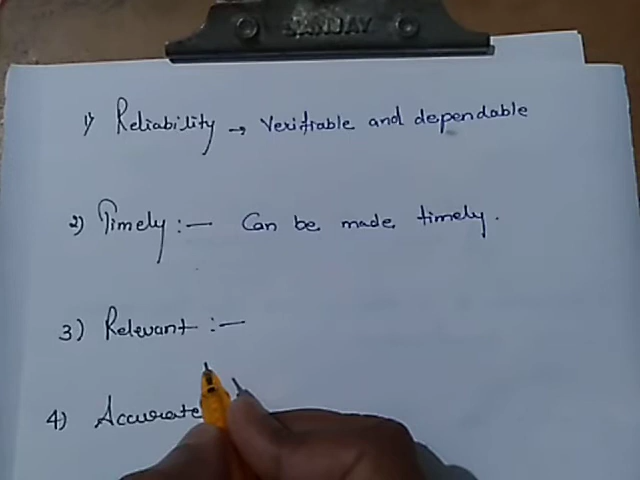 SANJAY
1) Reliability → Verifiable and dependable
2) Timely :— Can be made timely.
3) Relevant :—
4) Accurate